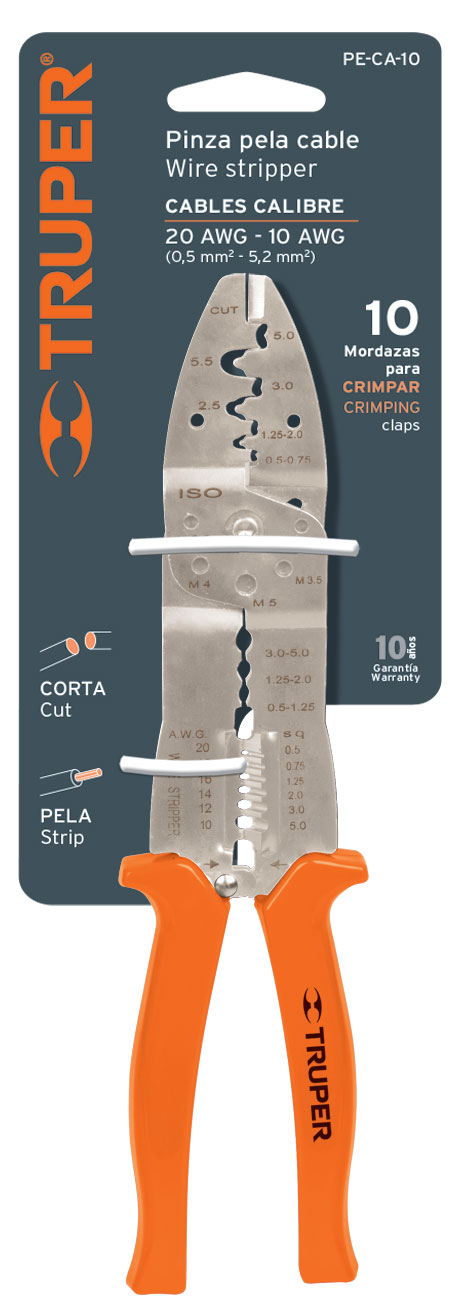 PE-CA-10
TRUPER®
Pinza pela cable
Wire stripper
CABLES CALIBRE
20 AWG - 10 AWG
(0,5 mm² - 5,2 mm²)
10
Mordazas
para
CRIMPAR
CRIMPING
claps
CUT
5.0
5.5
3.0
2.5
1.25-2.0
0.5-0.75
ISO
M 4
M 3.5
M 5
10 años
Garantía
Warranty
CORTA
Cut
3.0-5.0
1.25-2.0
0.5-1.25
A.W.G. sq
20 0.5
0.75
16 1.25
14 2.0
12 3.0
10 5.0
STRIPPER
PELA
Strip
TRUPER